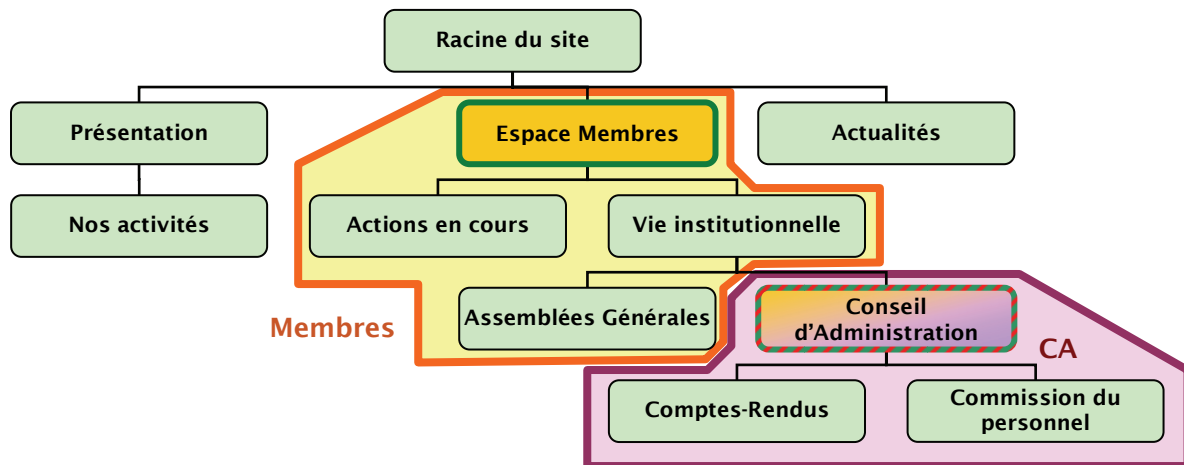 Racine du site
Présentation
Espace Membres
Actualités
Nos activités
Actions en cours
Vie institutionnelle
Membres
Assemblées Générales
Conseil
d'Administration
CA
Comptes-Rendus
Commission du
personnel